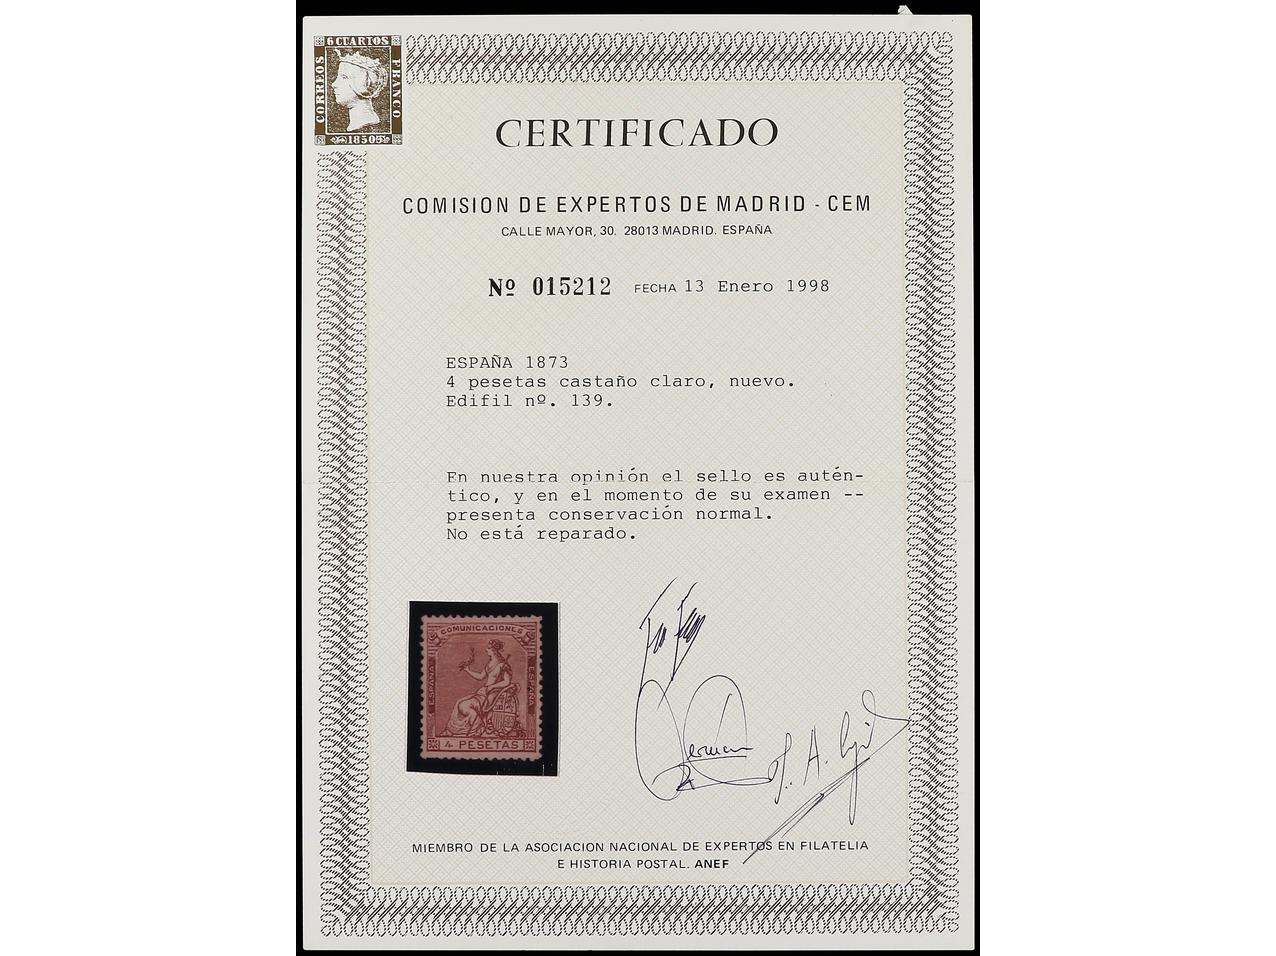 6 CUARTOS
CORREOS
FRANCO
1850
CERTIFICADO
COMISION DE EXPERTOS DE MADRID - CEM
CALLE MAYOR, 30. 28013 MADRID. ESPAÑA
Nº 015212 FECHA 13 Enero 1998
ESPAÑA 1873
4 pesetas castaño claro, nuevo.
Edifil nº. 139.
En nuestra opinión el sello es autén-
tico, y en el momento de su examen --
presenta conservación normal.
No está reparado.
COMUNICACIONES
ESPAÑA
ESPAÑA
4 PESETAS
MIEMBRO DE LA ASOCIACION NACIONAL DE EXPERTOS EN FILATELIA
E HISTORIA POSTAL. ANEF